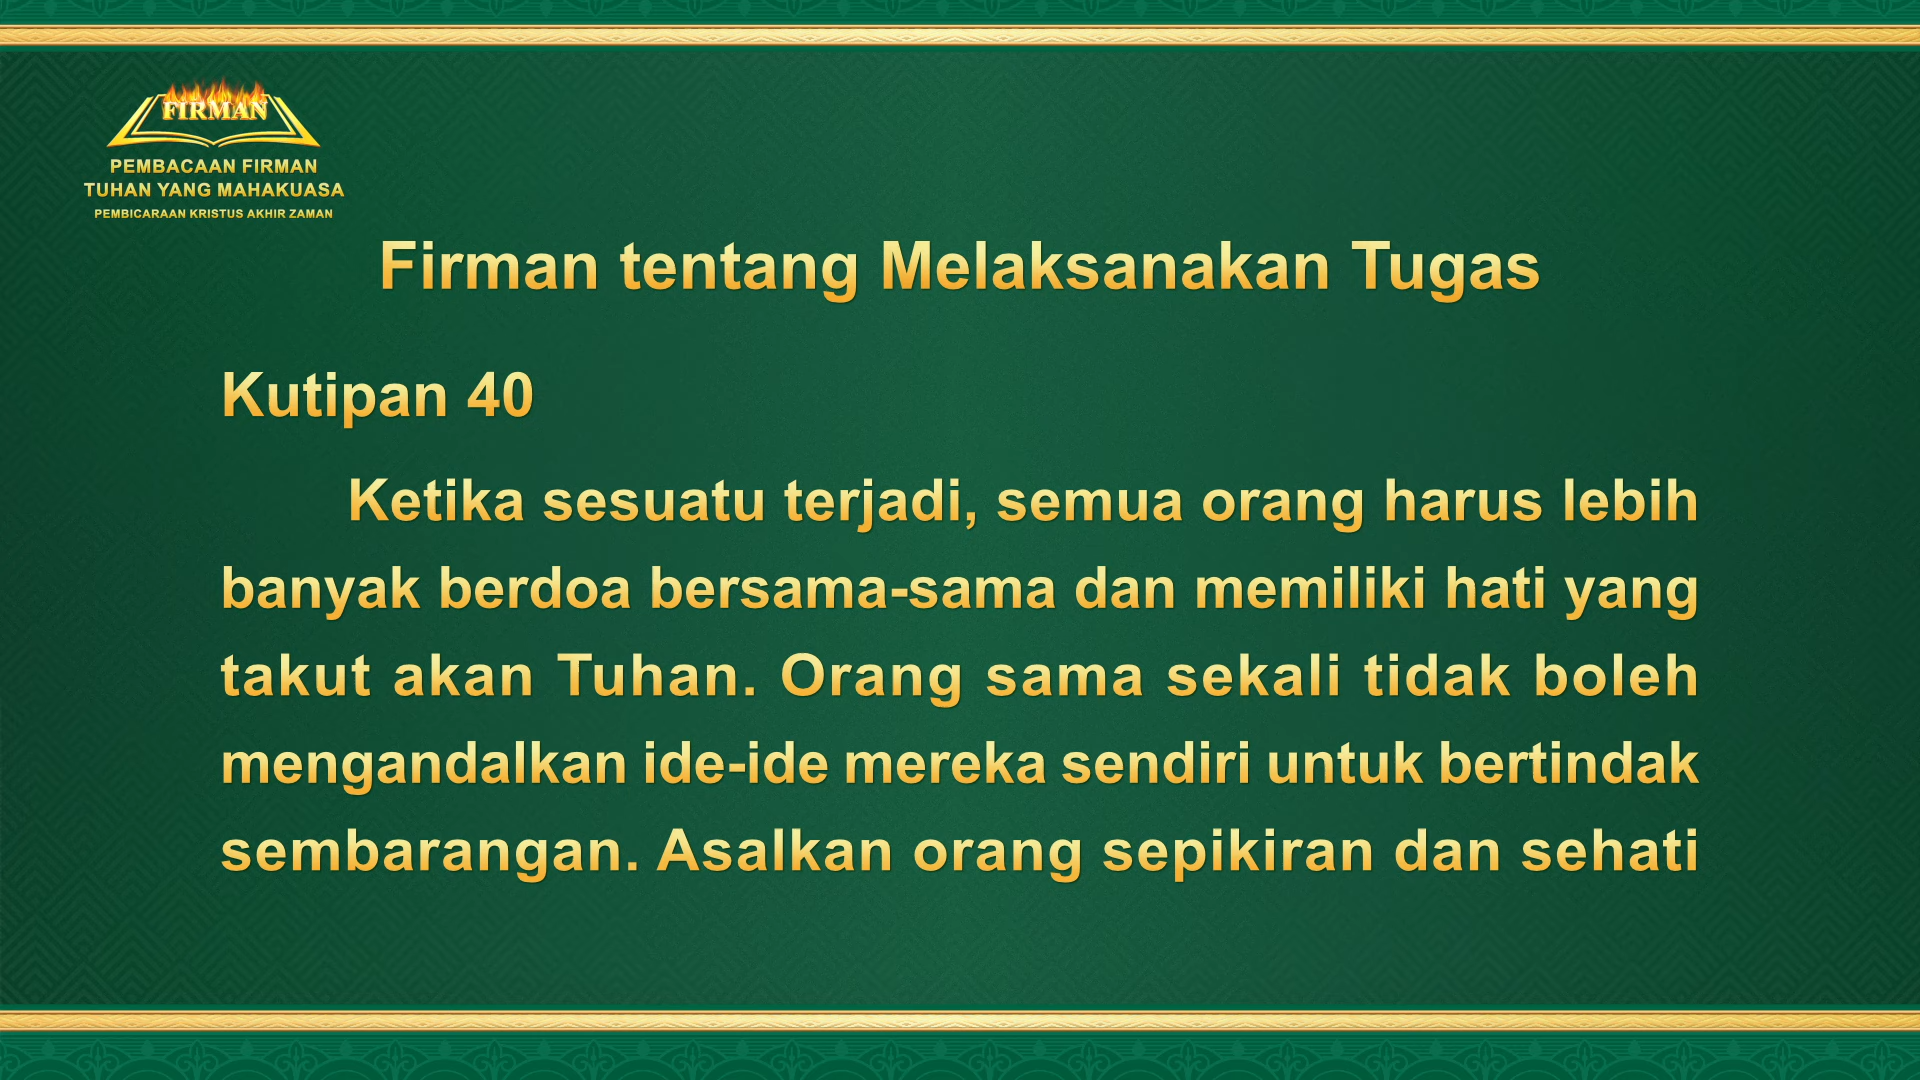 FIRMAN
PEMBACAAN FIRMAN
TUHAN YANG MAHAKUASA
PEMBICARAAN KRISTUS AKHIR ZAMAN
Firman tentang Melaksanakan Tugas
Kutipan 40
Ketika sesuatu terjadi, semua orang harus lebih
banyak berdoa bersama-sama dan memiliki hati yang
takut akan Tuhan. Orang sama sekali tidak boleh
mengandalkan ide-ide mereka sendiri untuk bertindak
sembarangan. Asalkan orang sepikiran dan sehati